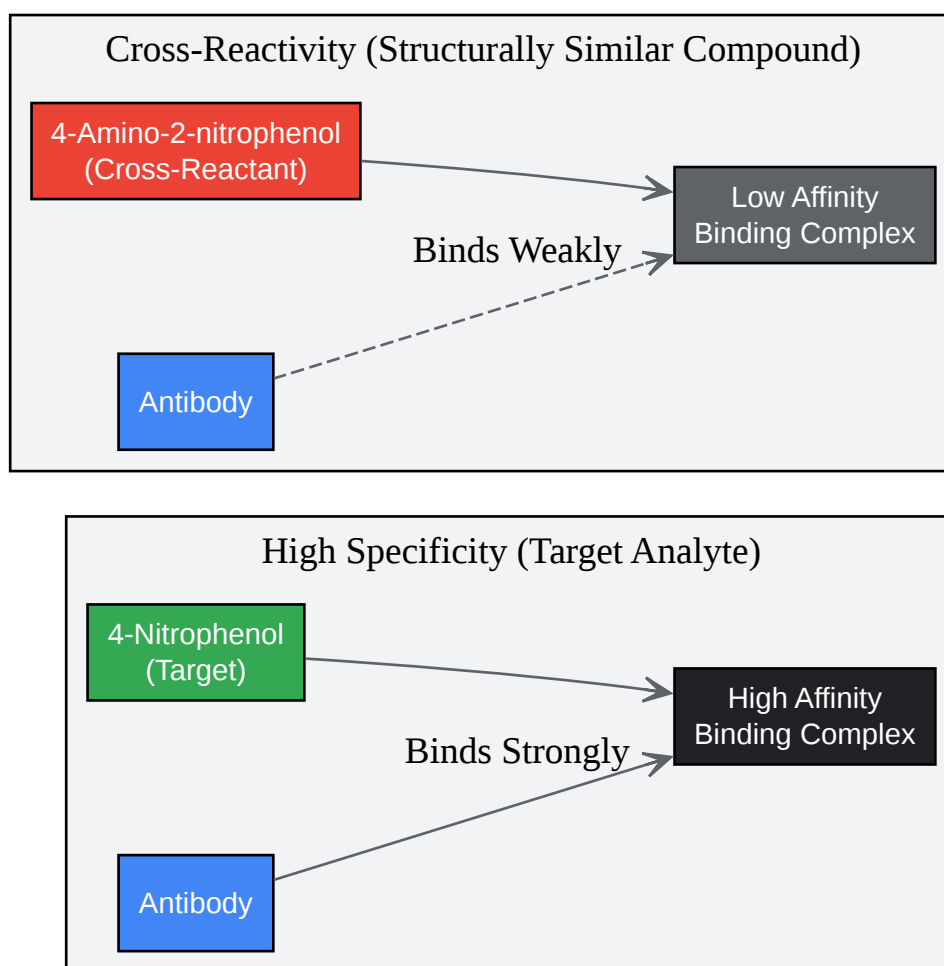 Cross-Reactivity (Structurally Similar Compound)
4-Amino-2-nitrophenol
(Cross-Reactant)
Low Affinity
Binding Complex
Binds Weakly
Antibody
High Specificity (Target Analyte)
4-Nitrophenol
(Target)
High Affinity
Binding Complex
Binds Strongly
Antibody